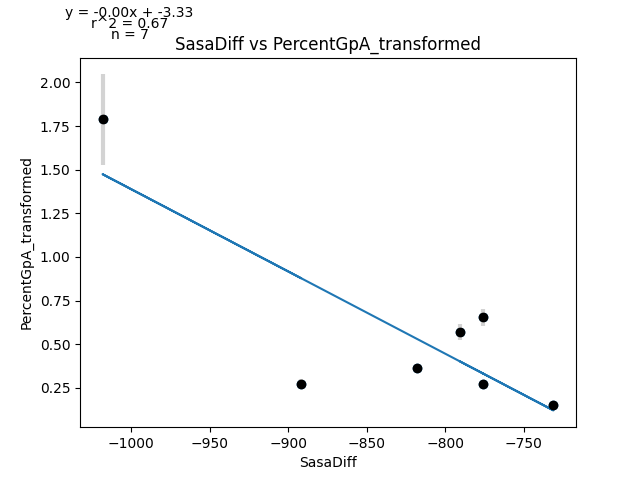 y = -0.00x + -3.33
r^2 = 0.67
n = 7
SasaDiff vs PercentGpA_transformed
PercentGpA_transformed
2.00
1.75
1.50
1.25
1.00
0.75
0.50
0.25
−1000 −950 −900 −850 −800 −750
SasaDiff